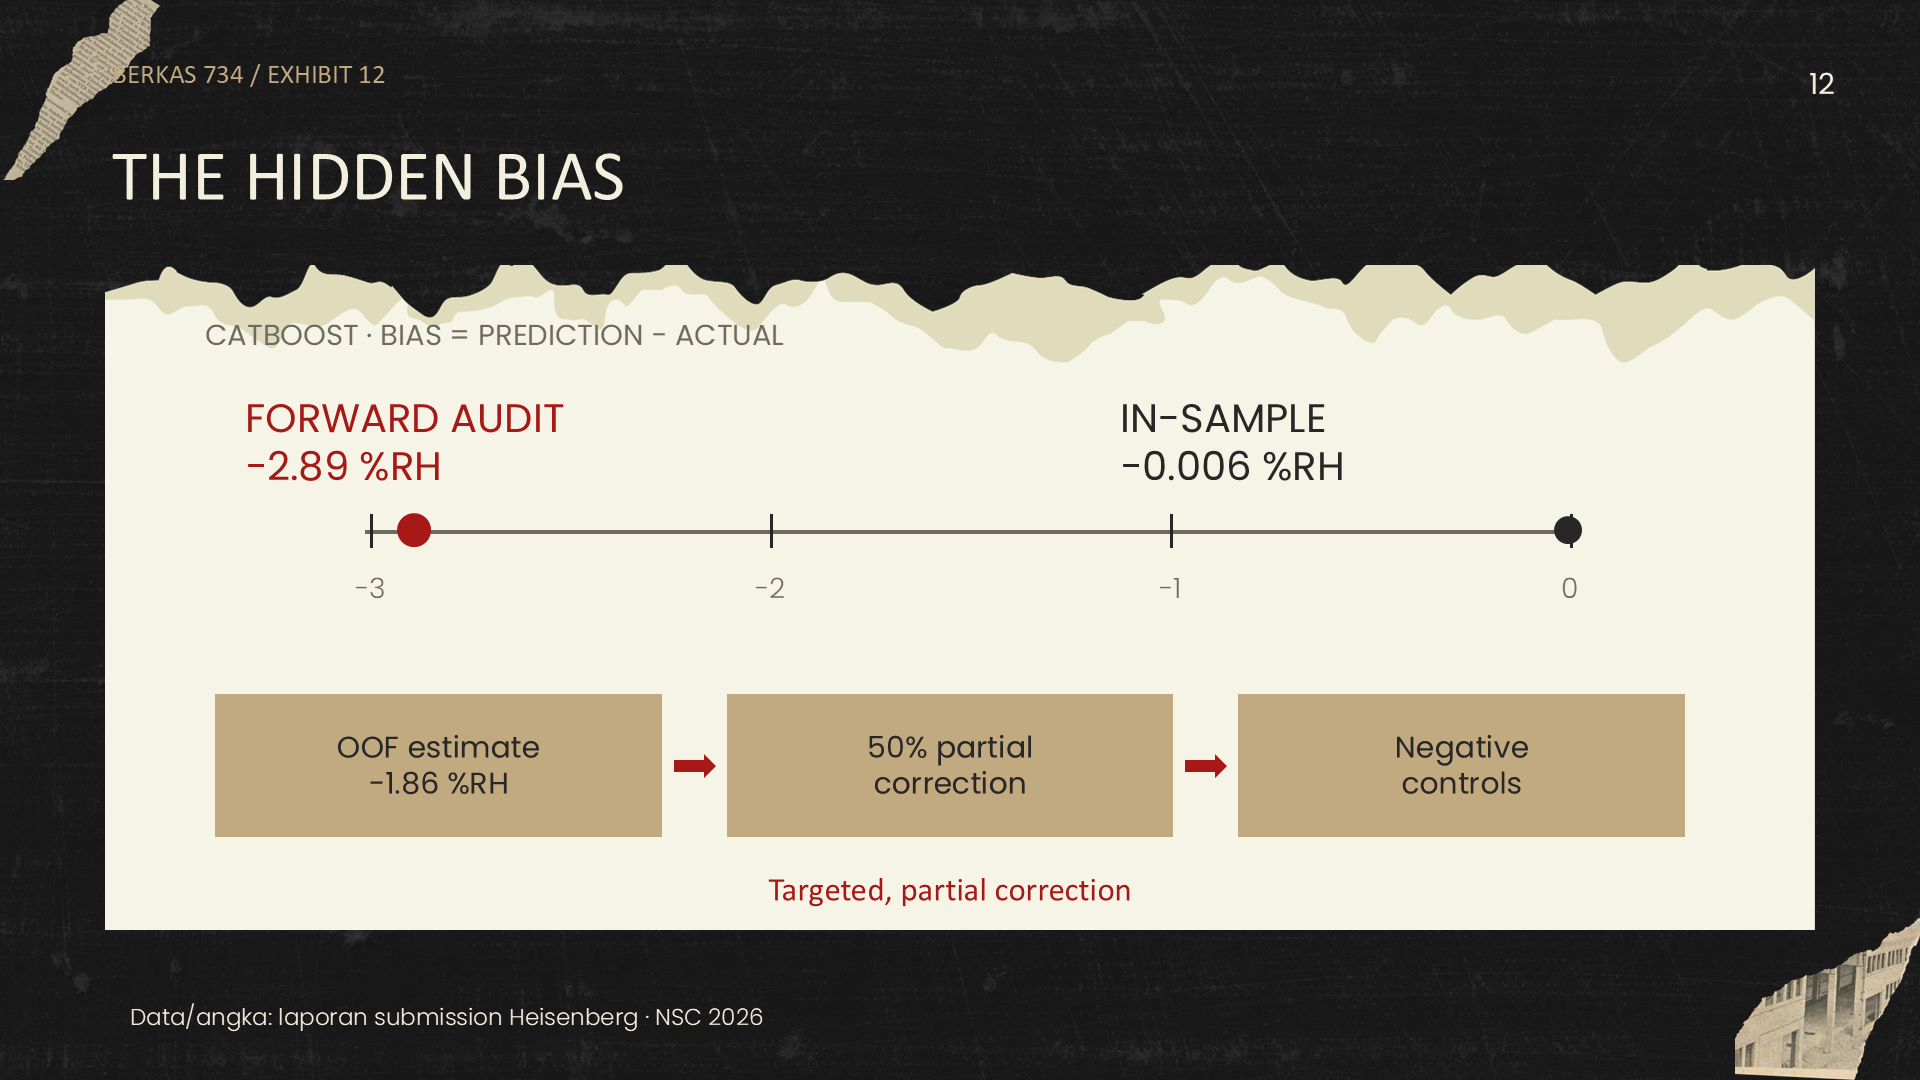 BERKAS 734 / EXHIBIT 12
12
THE HIDDEN BIAS
CATBOOST · BIAS = PREDICTION − ACTUAL
FORWARD AUDIT
−2.89 %RH
IN-SAMPLE
−0.006 %RH
−3
−2
−1
0
OOF estimate
−1.86 %RH
50% partial
correction
Negative
controls
Targeted, partial correction
Data/angka: laporan submission Heisenberg · NSC 2026